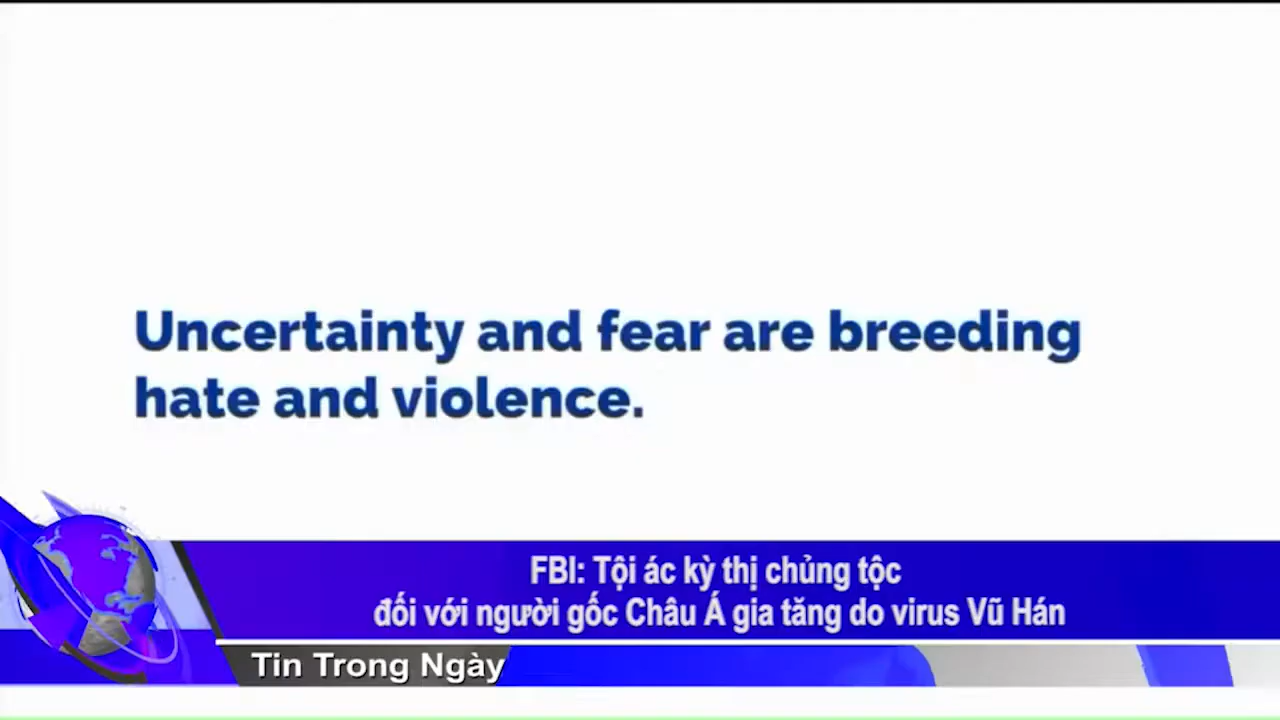 Uncertainty and fear are breeding
hate and violence.
FBI: Tội ác kỳ thị chủng tộc
đối với người gốc Châu Á gia tăng do virus Vũ Hán
Tin Trong Ngày